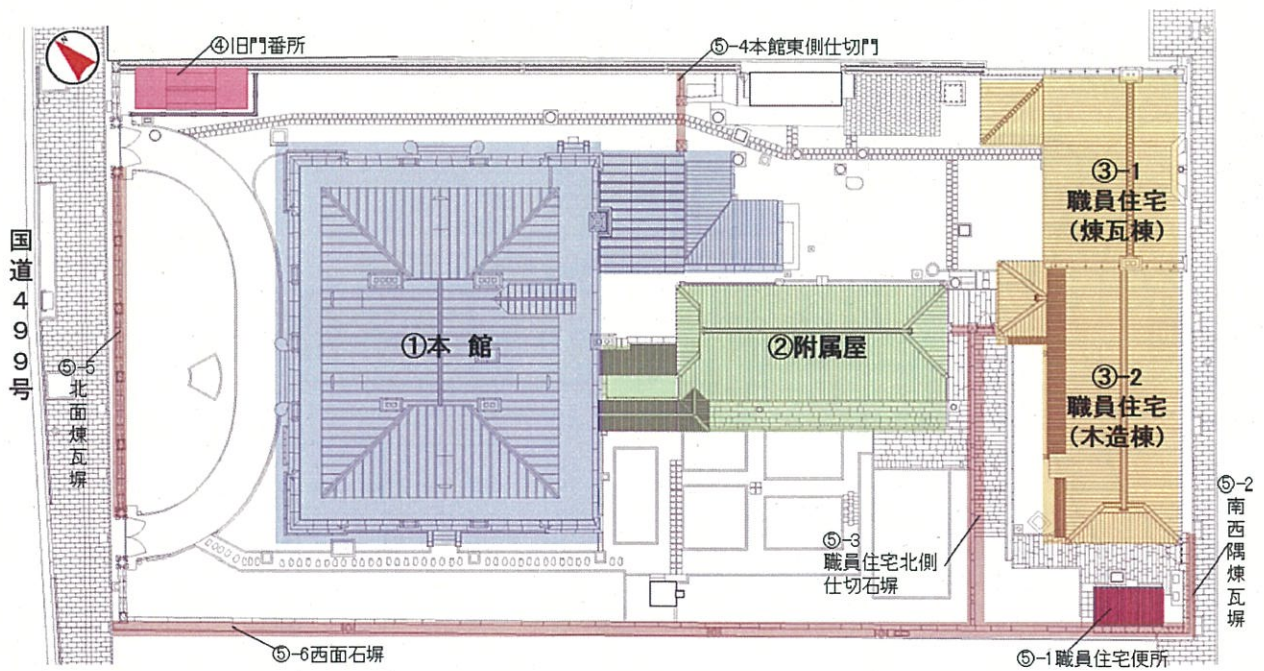 ④旧門番所
⑤-4本館東側仕切門
③-1
職員住宅
(煉瓦棟)
国道499号
①本 館
②附属屋
⑤-5
北面煉瓦塀
③-2
職員住宅
(木造棟)
⑤-2
南西隅煉瓦塀
⑤-3
職員住宅北側
仕切石塀
⑤-6西面石塀
⑤-1職員住宅便所